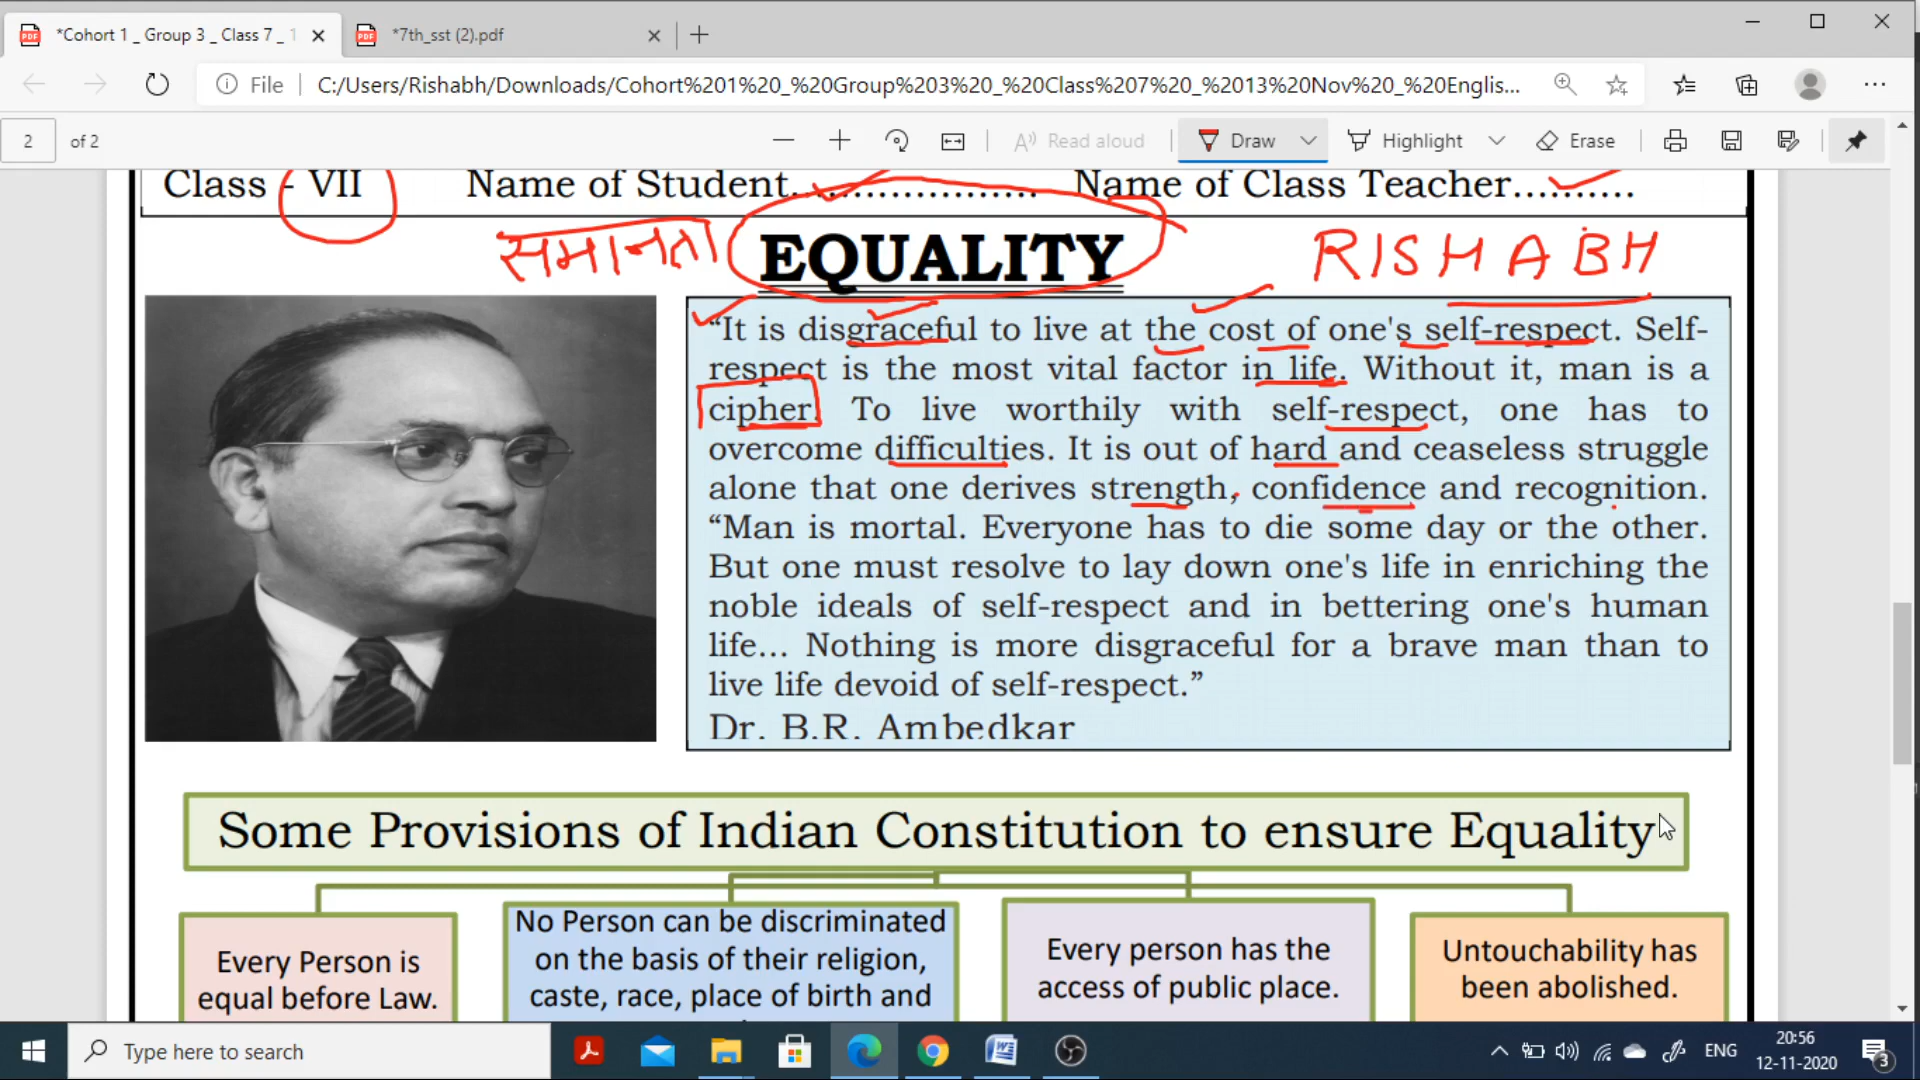 *Cohort 1 _ Group 3 _ Class 7 _ 1
*7th_sst (2).pdf
File
C:/Users/Rishabh/Downloads/Cohort%201%20_%20Group%203%20_%20Class%207%20_%2013%20Nov%20_%20Englis...
2 of 2
Read aloud
Draw
Highlight
Erase
Class - VII Name of Student........................ Name of Class Teacher..........
समानता EQUALITY RISHABH
“It is disgraceful to live at the cost of one's self-respect. Self-
respect is the most vital factor in life. Without it, man is a
cipher. To live worthily with self-respect, one has to
overcome difficulties. It is out of hard and ceaseless struggle
alone that one derives strength, confidence and recognition.
“Man is mortal. Everyone has to die some day or the other.
But one must resolve to lay down one's life in enriching the
noble ideals of self-respect and in bettering one's human
life... Nothing is more disgraceful for a brave man than to
live life devoid of self-respect.”
Dr. B.R. Ambedkar
Some Provisions of Indian Constitution to ensure Equality
Every Person is
equal before Law.
No Person can be discriminated
on the basis of their religion,
caste, race, place of birth and
Every person has the
access of public place.
Untouchability has
been abolished.
Type here to search
ENG
20:56
12-11-2020
3